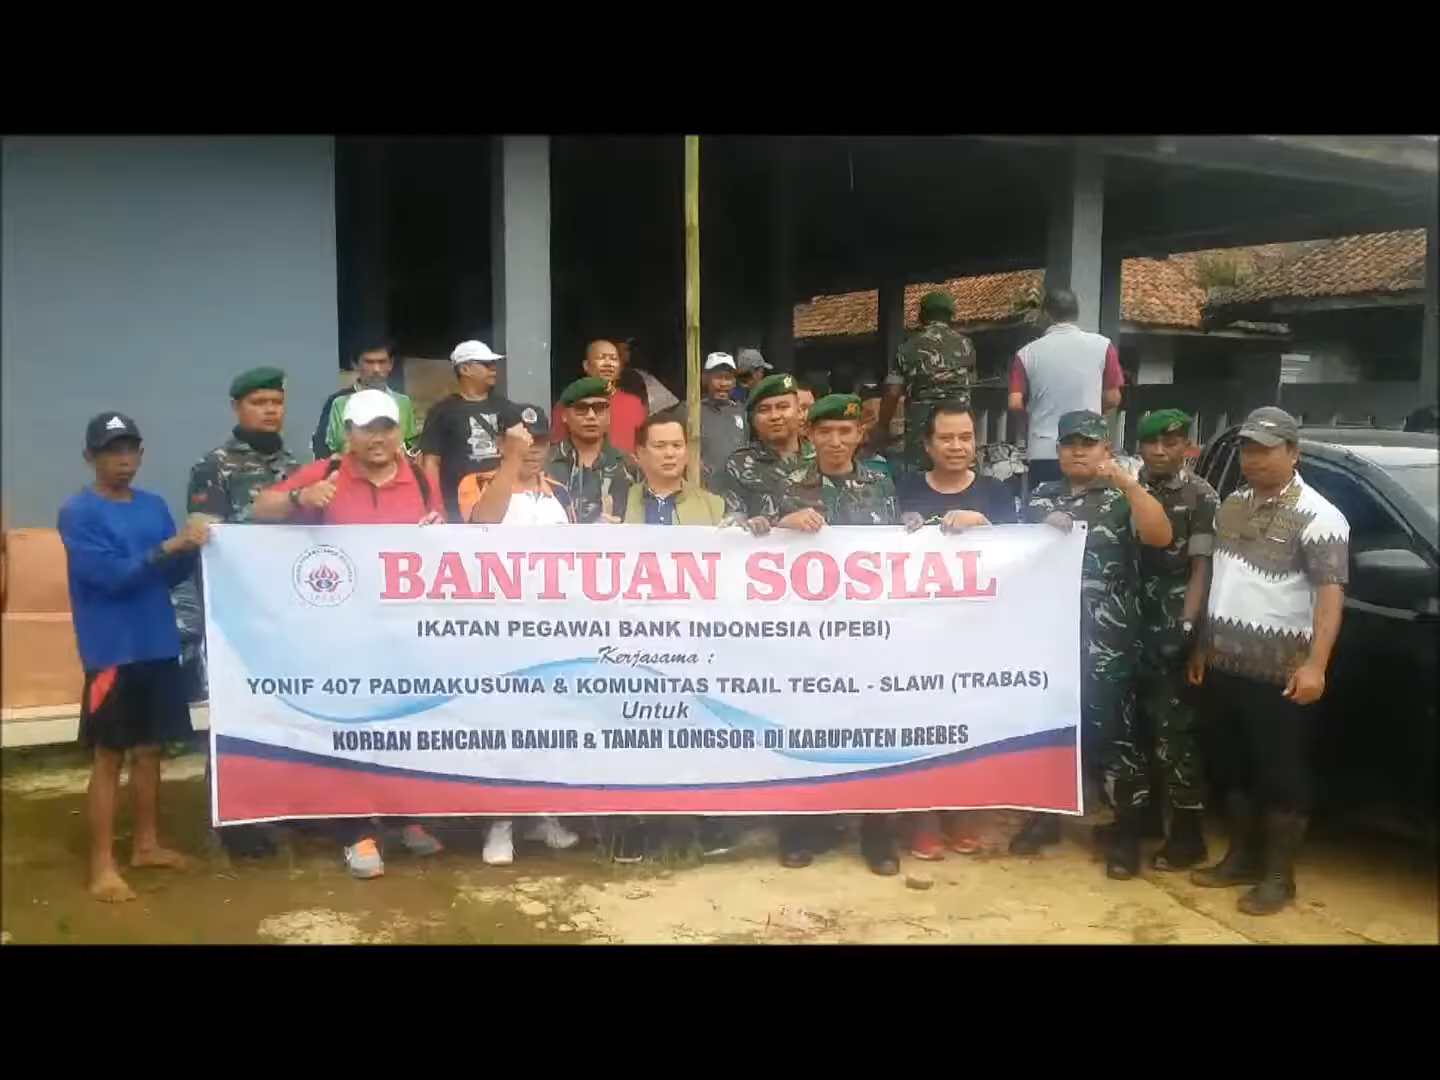 BANTUAN SOSIAL
IKATAN PEGAWAI BANK INDONESIA (IPEBI)
Kerjasama :
YONIF 407 PADMAKUSUMA & KOMUNITAS TRAIL TEGAL - SLAWI (TRABAS)
Untuk
KORBAN BENCANA BANJIR & TANAH LONGSOR DI KABUPATEN BREBES